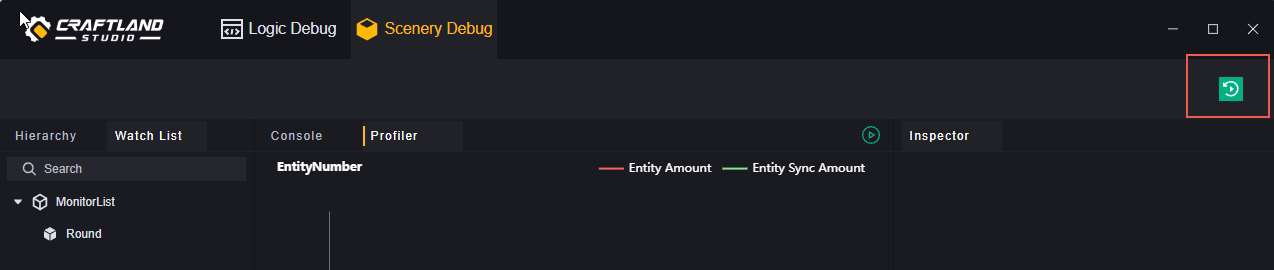 CRAFTLAND
STUDIO
Logic Debug
Scenery Debug
Hierarchy
Watch List
Console
Profiler
Inspector
Search
EntityNumber
Entity Amount
Entity Sync Amount
MonitorList
Round